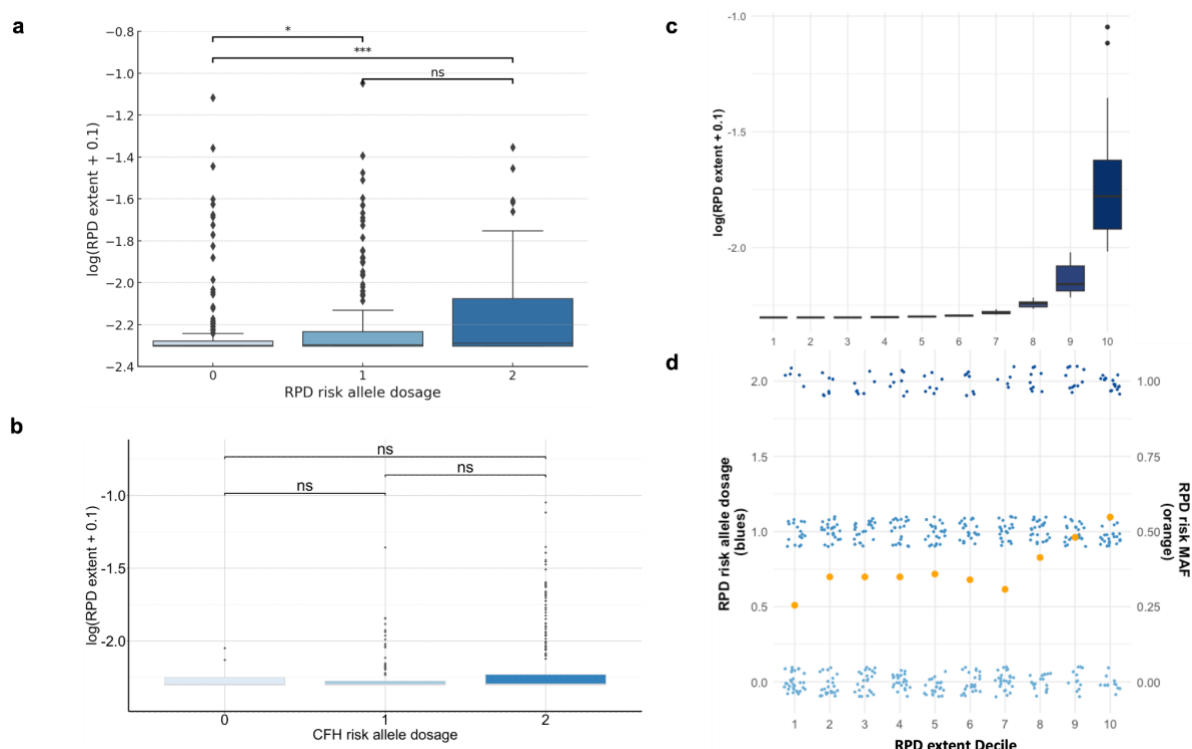 a
−0.8
−1.0
−1.2
−1.4
−1.6
−1.8
−2.0
−2.2
−2.4
log(RPD extent + 0.1)
*
***
ns
0
1
2
RPD risk allele dosage
b
-1.0
-1.5
-2.0
log(RPD extent + 0.1)
ns
ns
ns
0
1
2
CFH risk allele dosage
c
-1.0
-1.5
-2.0
log(RPD extent + 0.1)
1 2 3 4 5 6 7 8 9 10
d
2.0
1.5
1.0
0.5
0.0
RPD risk allele dosage
(blues)
1.00
0.75
0.50
0.25
0.00
RPD risk MAF
(orange)
1 2 3 4 5 6 7 8 9 10
RPD extent Decile